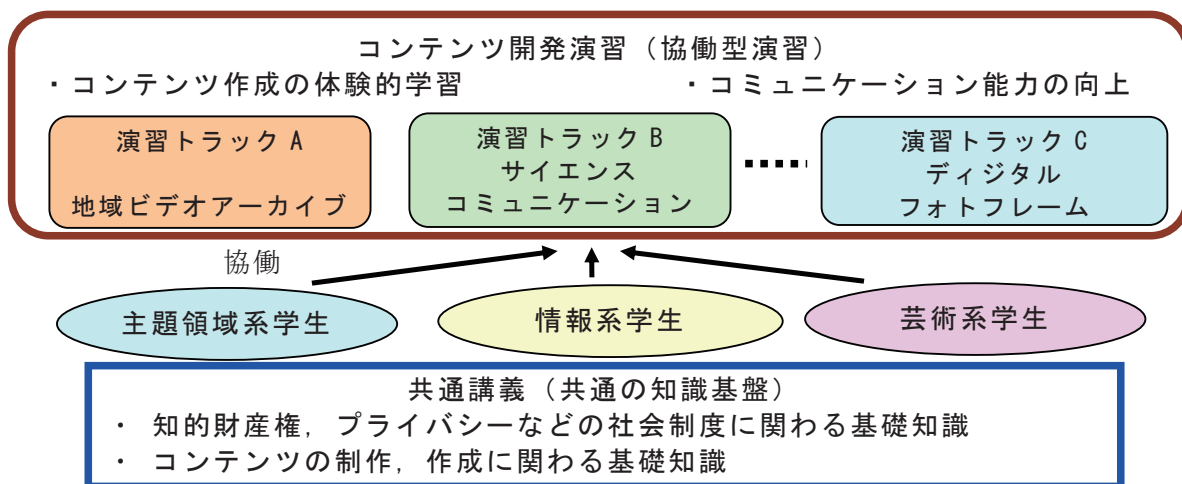 コンテンツ開発演習（協働型演習）
・コンテンツ作成の体験的学習
・コミュニケーション能力の向上
演習トラック A
地域ビデオアーカイブ
演習トラック B
サイエンス
コミュニケーション
演習トラック C
ディジタル
フォトフレーム
協働
主題領域系学生
情報系学生
芸術系学生
共通講義（共通の知識基盤）
・ 知的財産権，プライバシーなどの社会制度に関わる基礎知識
・ コンテンツの制作，作成に関わる基礎知識